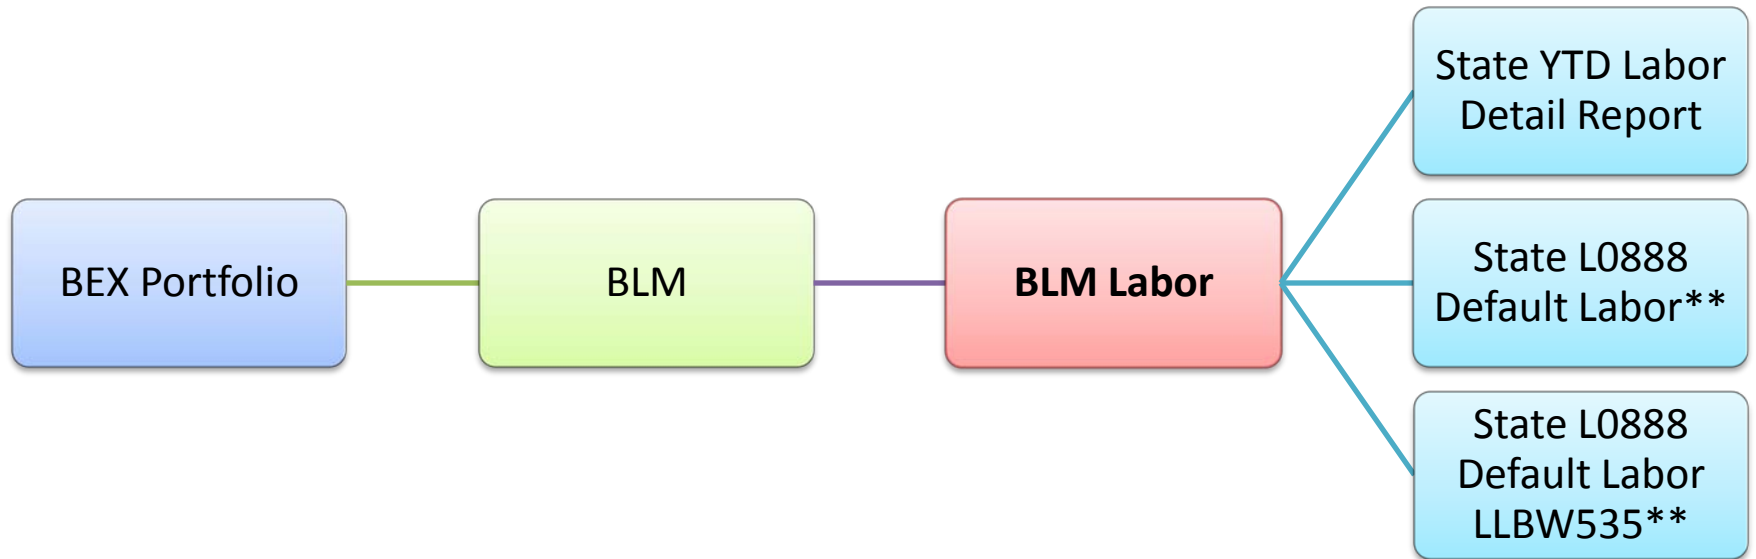 BEX Portfolio
BLM
BLM Labor
State YTD Labor
Detail Report
State L0888
Default Labor**
State L0888
Default Labor
LLBW535**